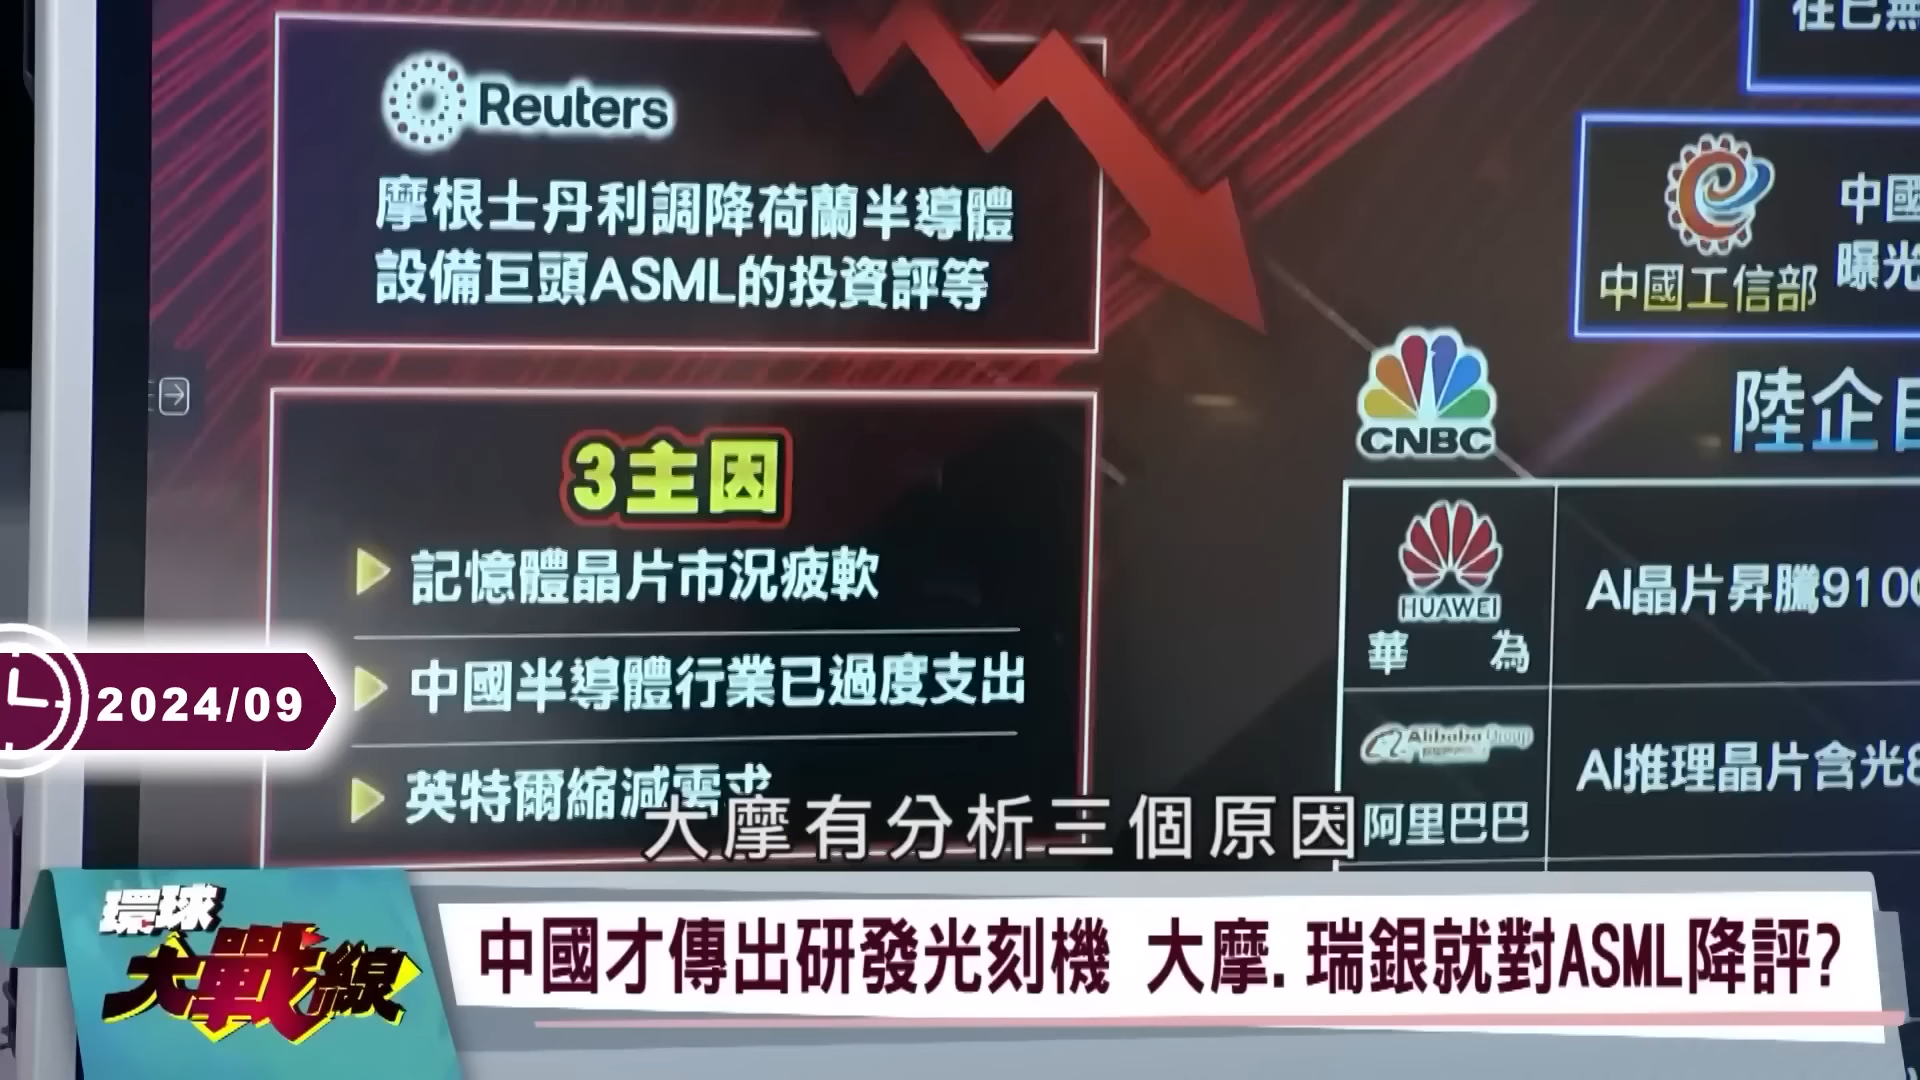 Reuters
摩根士丹利調降荷蘭半導體
設備巨頭ASML的投資評等
3主因
記憶體晶片市況疲軟
中國半導體行業已過度支出
英特爾縮減需求
中國工信部
中國
曝光
CNBC
陸企
HUAWEI
華為
AI晶片昇騰910
Alibaba Group
阿里巴巴
AI推理晶片含光8
2024/09
大摩有分析三個原因
環球
大戰線
中國才傳出研發光刻機 大摩.瑞銀就對ASML降評?